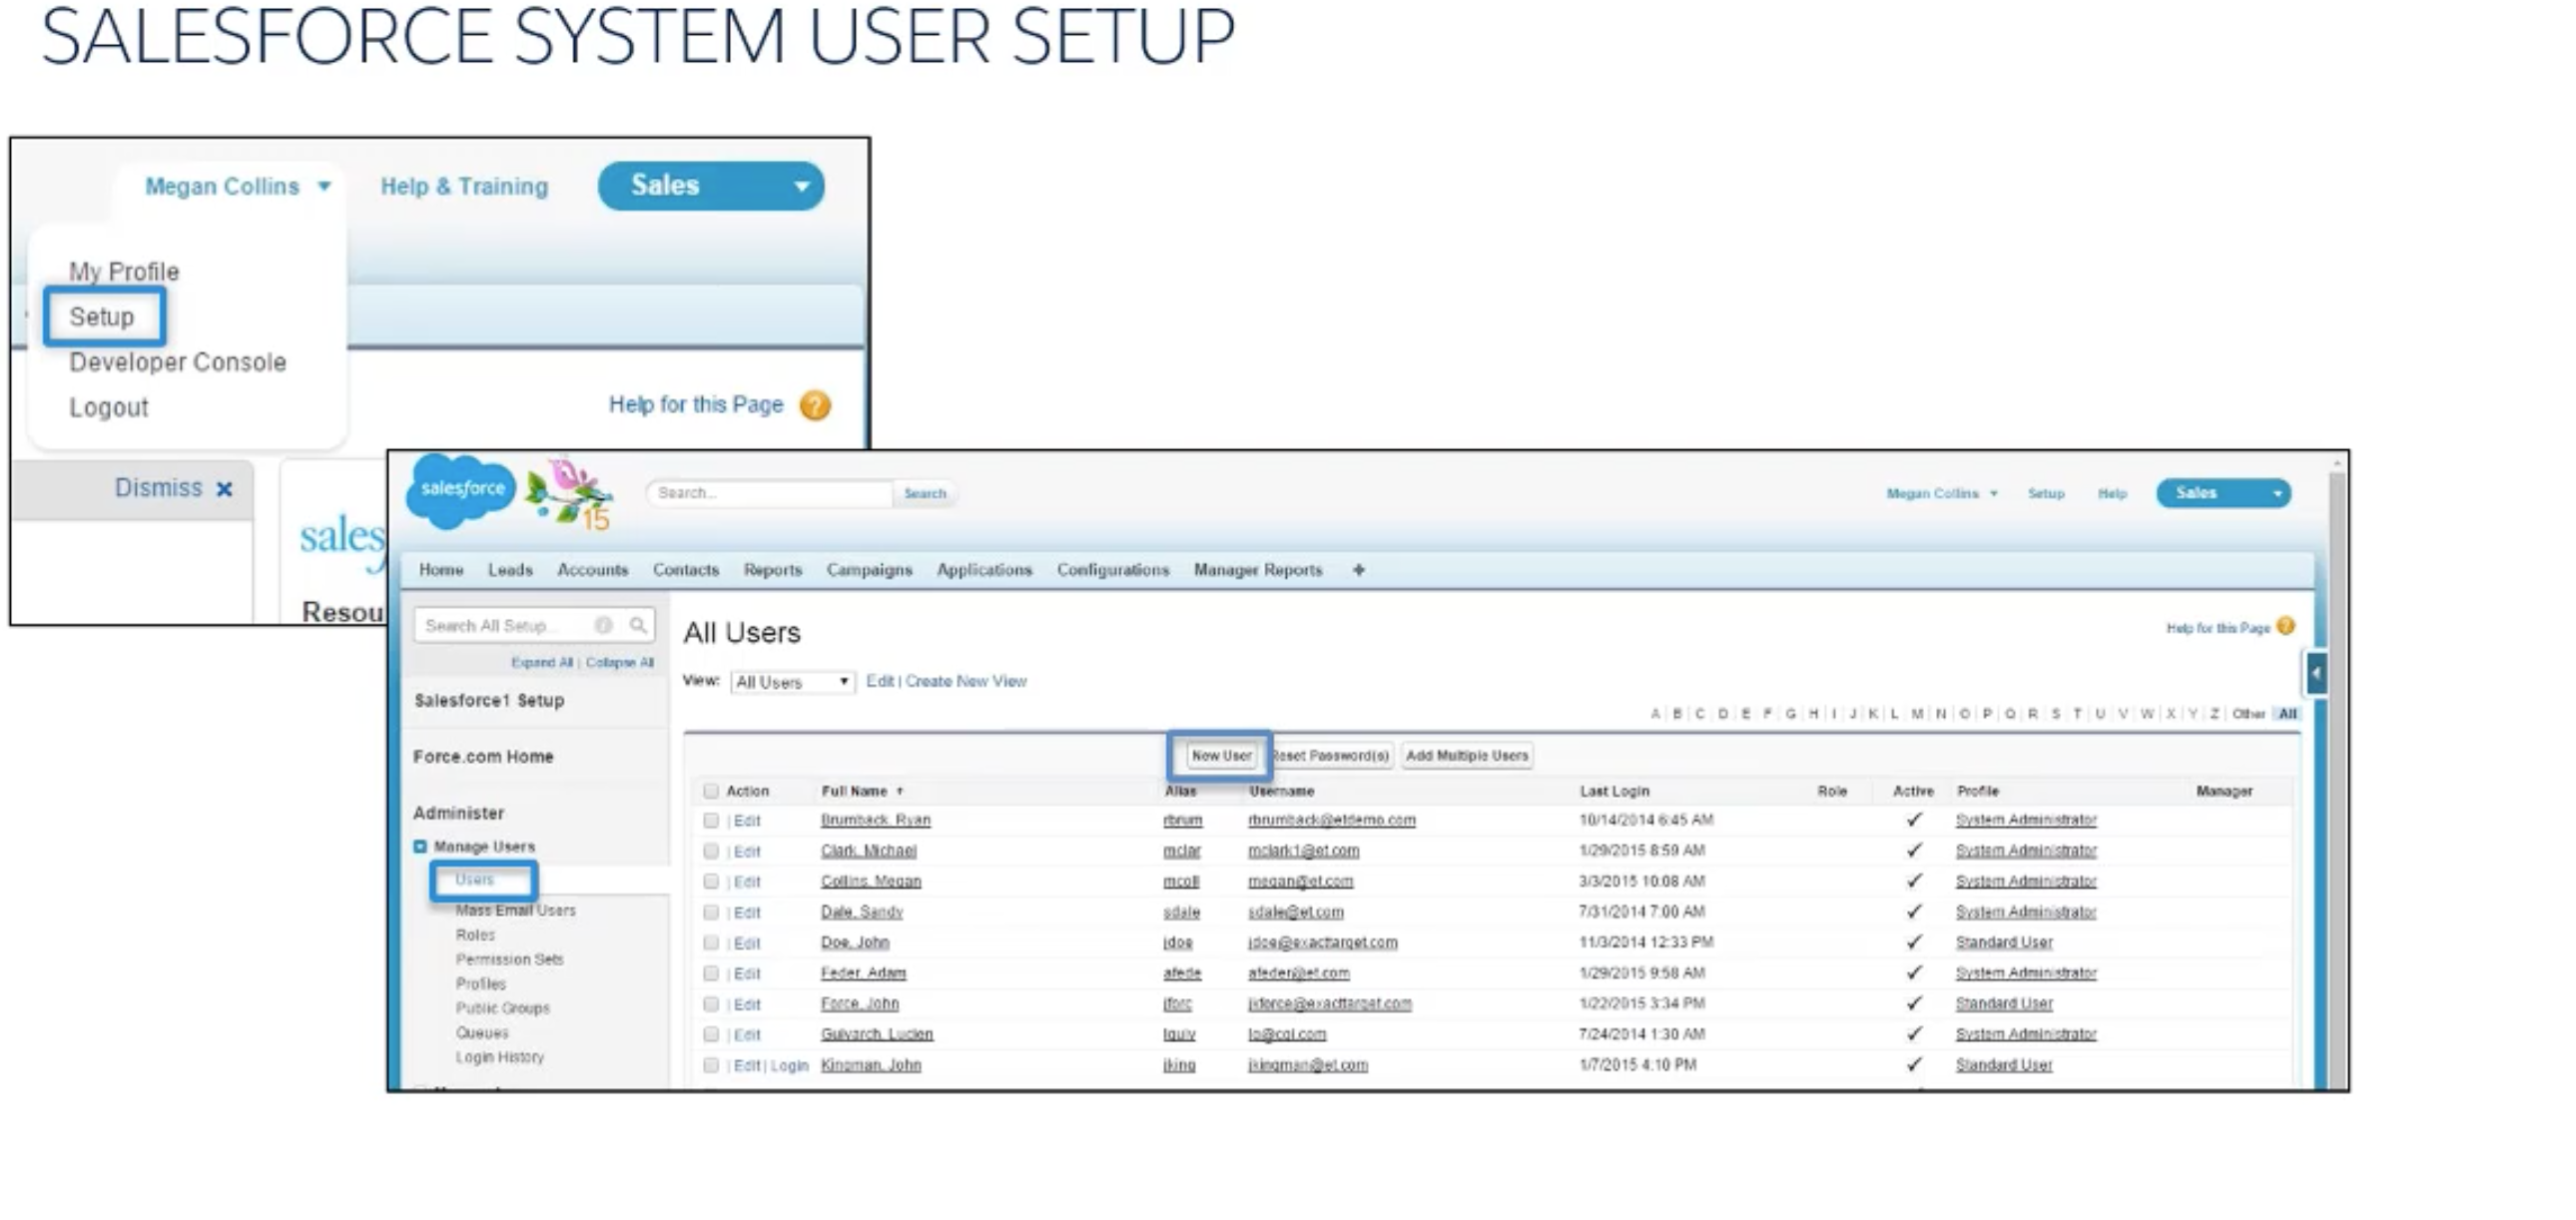 SALESFORCE SYSTEM USER SETUP
Megan Collins Help & Training Sales
My Profile
Setup
Developer Console
Logout
Help for this Page ?
Dismiss x
sales
Resou
salesforce
15
Search... Search
Megan Collins Setup Help Sales
Home Leads Accounts Contacts Reports Campaigns Applications Configurations Manager Reports +
Search All Setup...
Expand All | Collapse All
Salesforce1 Setup
Force.com Home
Administer
Manage Users
Users
Mass Email Users
Roles
Permission Sets
Profiles
Public Groups
Queues
Login History
All Users
Help for this Page ?
View: All Users Edit | Create New View
A | B | C | D | E | F | G | H | I | J | K | L | M | N | O | P | Q | R | S | T | U | V | W | X | Y | Z | Other All
New User Reset Password(s) Add Multiple Users
Action Full Name ↑ Alias Username Last Login Role Active Profile Manager
| Edit Brumback, Ryan rbrum rbrumback@etdemo.com 10/14/2014 6:45 AM ✓ System Administrator
| Edit Clark, Michael mclar mclark1@et.com 1/29/2015 8:59 AM ✓ System Administrator
| Edit Collins, Megan mcoll megan@et.com 3/3/2015 10:08 AM ✓ System Administrator
| Edit Dale, Sandy sdale sdale@et.com 7/31/2014 7:00 AM ✓ System Administrator
| Edit Doe, John jdoe jdoe@exacttarget.com 11/3/2014 12:33 PM ✓ Standard User
| Edit Feder, Adam afede afeder@et.com 1/29/2015 9:58 AM ✓ System Administrator
| Edit Force, John jforc jkforce@exacttarget.com 1/22/2015 3:34 PM ✓ Standard User
| Edit Guivarch, Lucien lguiv 7/24/2014 1:30 AM ✓ System Administrator
| Edit | Login Kingman, John jking jkingman@et.com 1/7/2015 4:10 PM ✓ Standard User